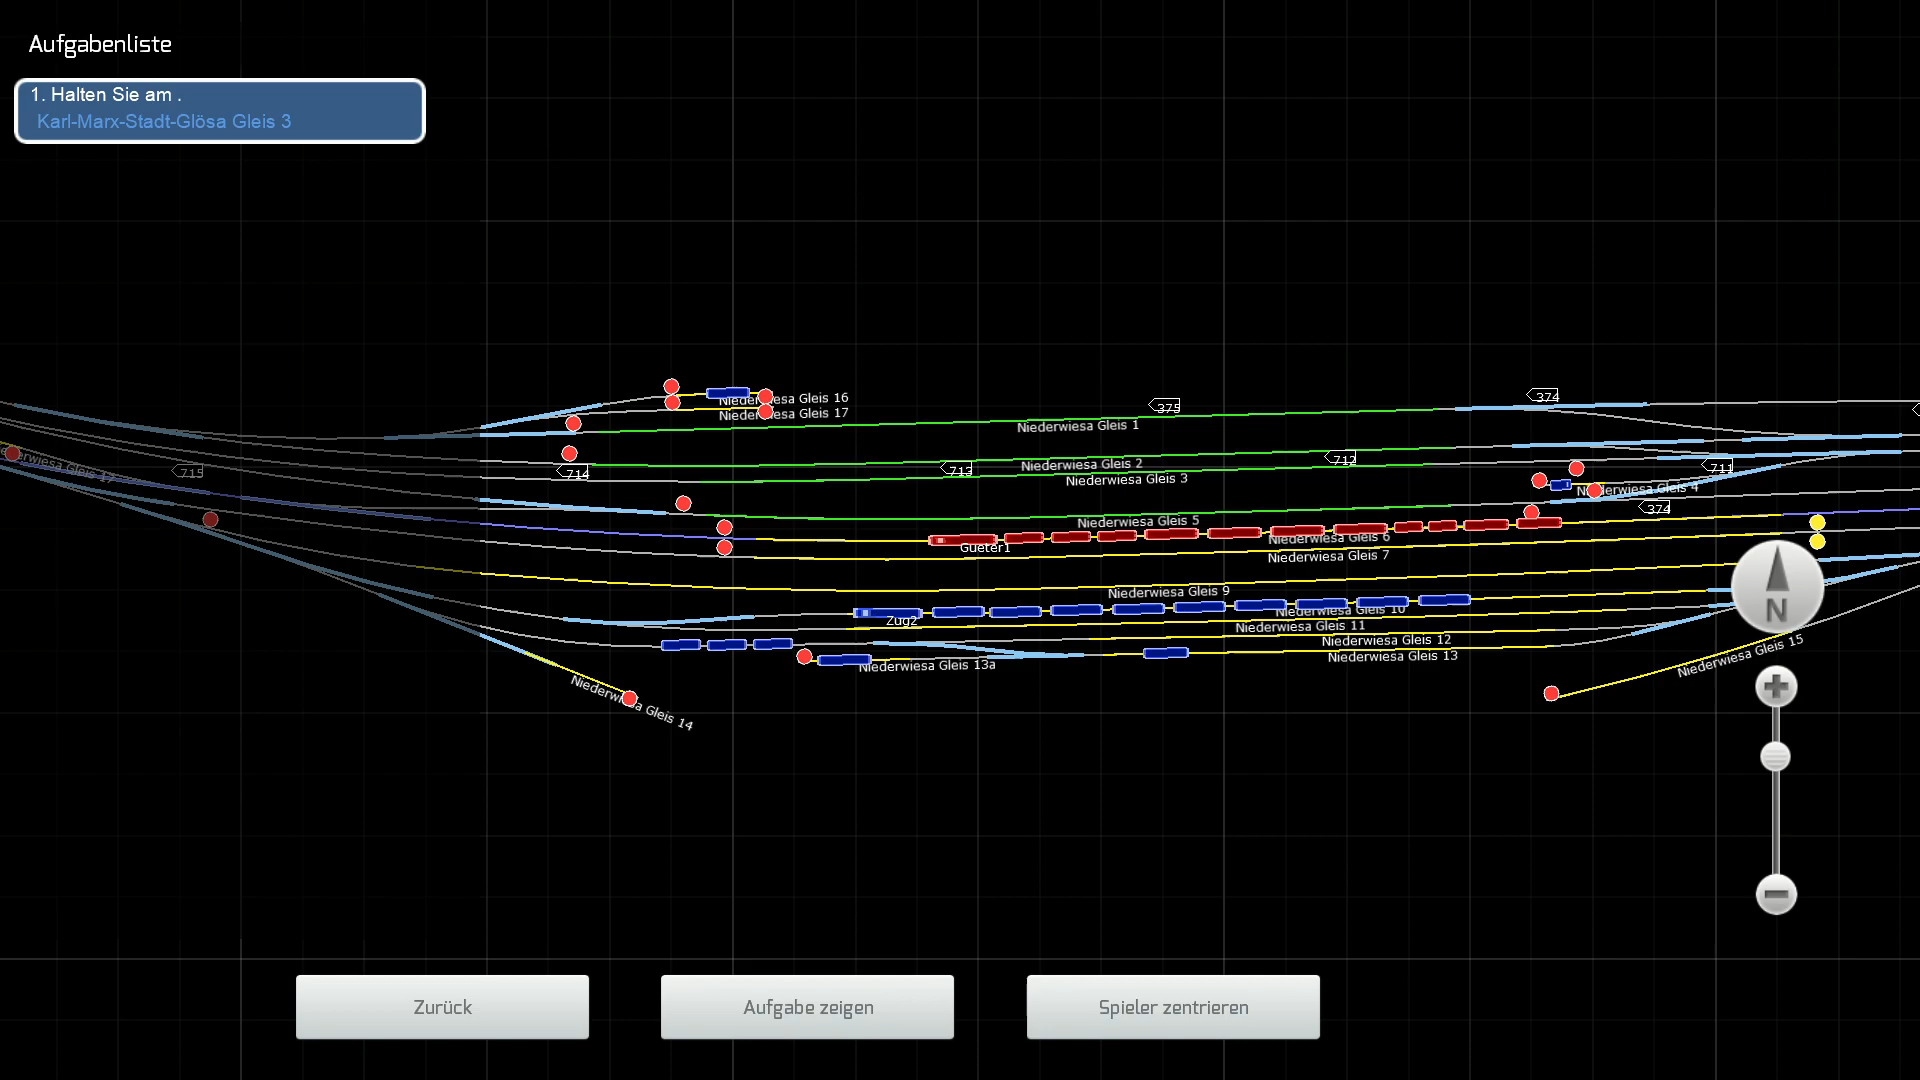 Aufgabenliste
1. Halten Sie am .
Karl-Marx-Stadt-Glösa Gleis 3
Niederwiesa Gleis 16
Niederwiesa Gleis 17
375
374
Niederwiesa Gleis 1
712
Niederwiesa Gleis 2
713
711
714
715
Gleis 17
Niederwiesa Gleis 3
Niederwiesa Gleis 4
374
Niederwiesa Gleis 5
Niederwiesa Gleis 6
Gueter1
Niederwiesa Gleis 7
Niederwiesa Gleis 9
Niederwiesa Gleis 10
Zug2
Niederwiesa Gleis 11
Niederwiesa Gleis 12
Niederwiesa Gleis 13
Niederwiesa Gleis 13a
Niederwiesa Gleis 15
Niederwiesa Gleis 14
N
Zurück
Aufgabe zeigen
Spieler zentrieren